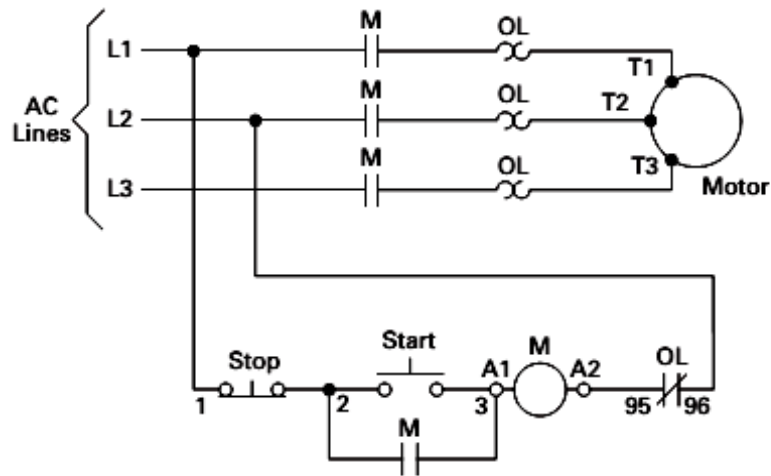 L1
M
OL
T1
AC
Lines
L2
M
OL
T2
L3
M
OL
T3
Motor
Stop
Start
A1
M
A2
OL
1
2
3
95
96
M